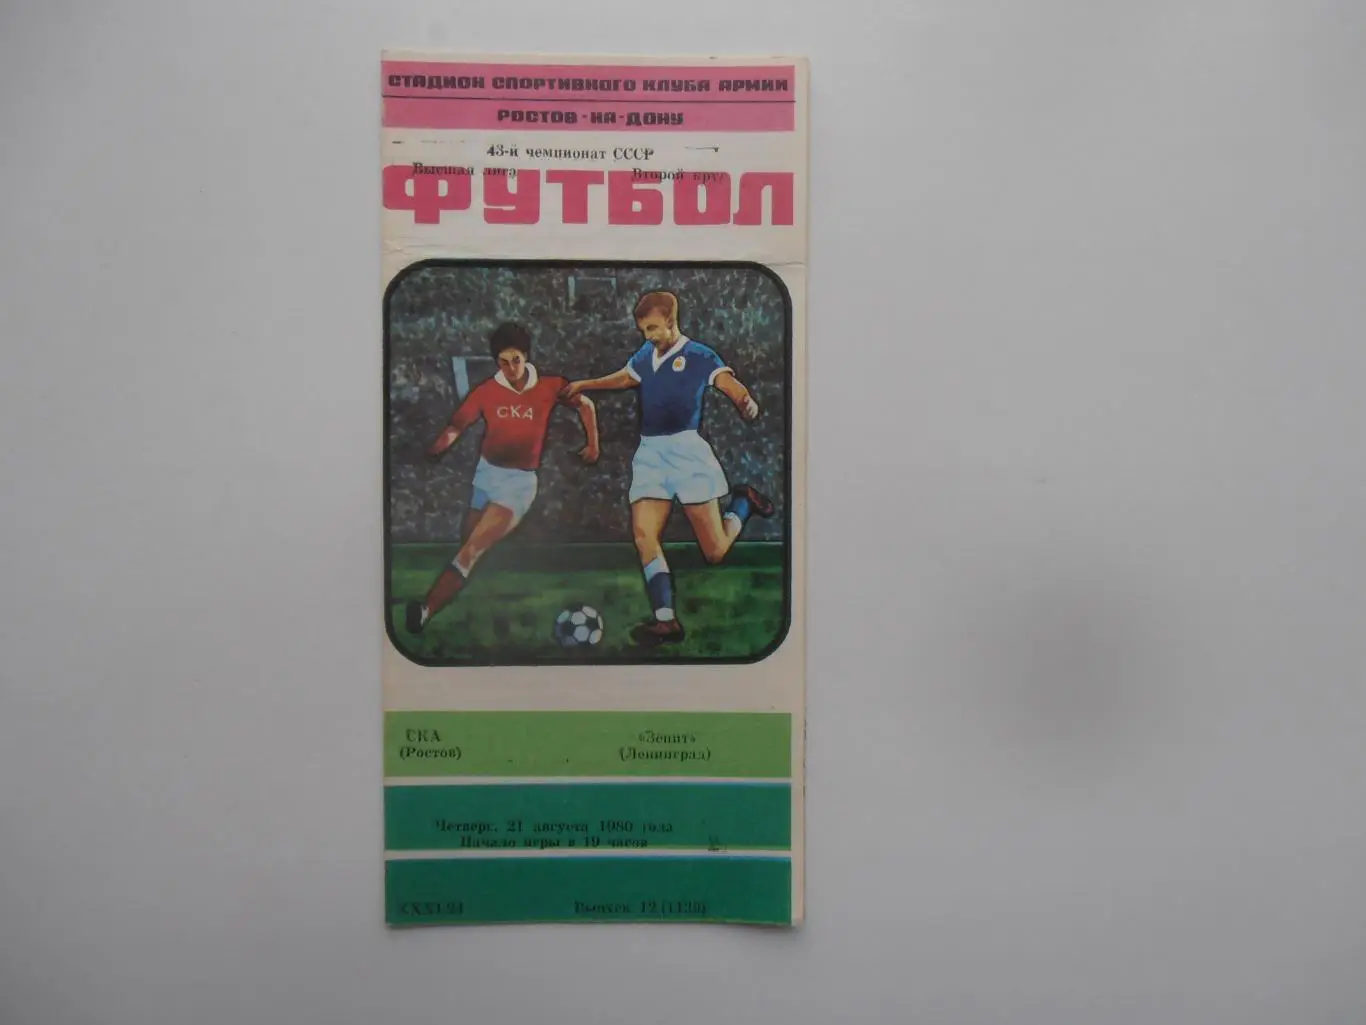 СТАДИОН СПОРТИВНОГО КЛУБА АРМИИ
РОСТОВ-НА-ДОНУ
43-й чемпионат СССР
Высшая лига Второй круг
ФУТБОЛ
СКА
СКА «Зенит»
(Ростов) (Ленинград)
Четверг, 21 августа 1980 года
Начало игры в 19 часов
Выпуск 12